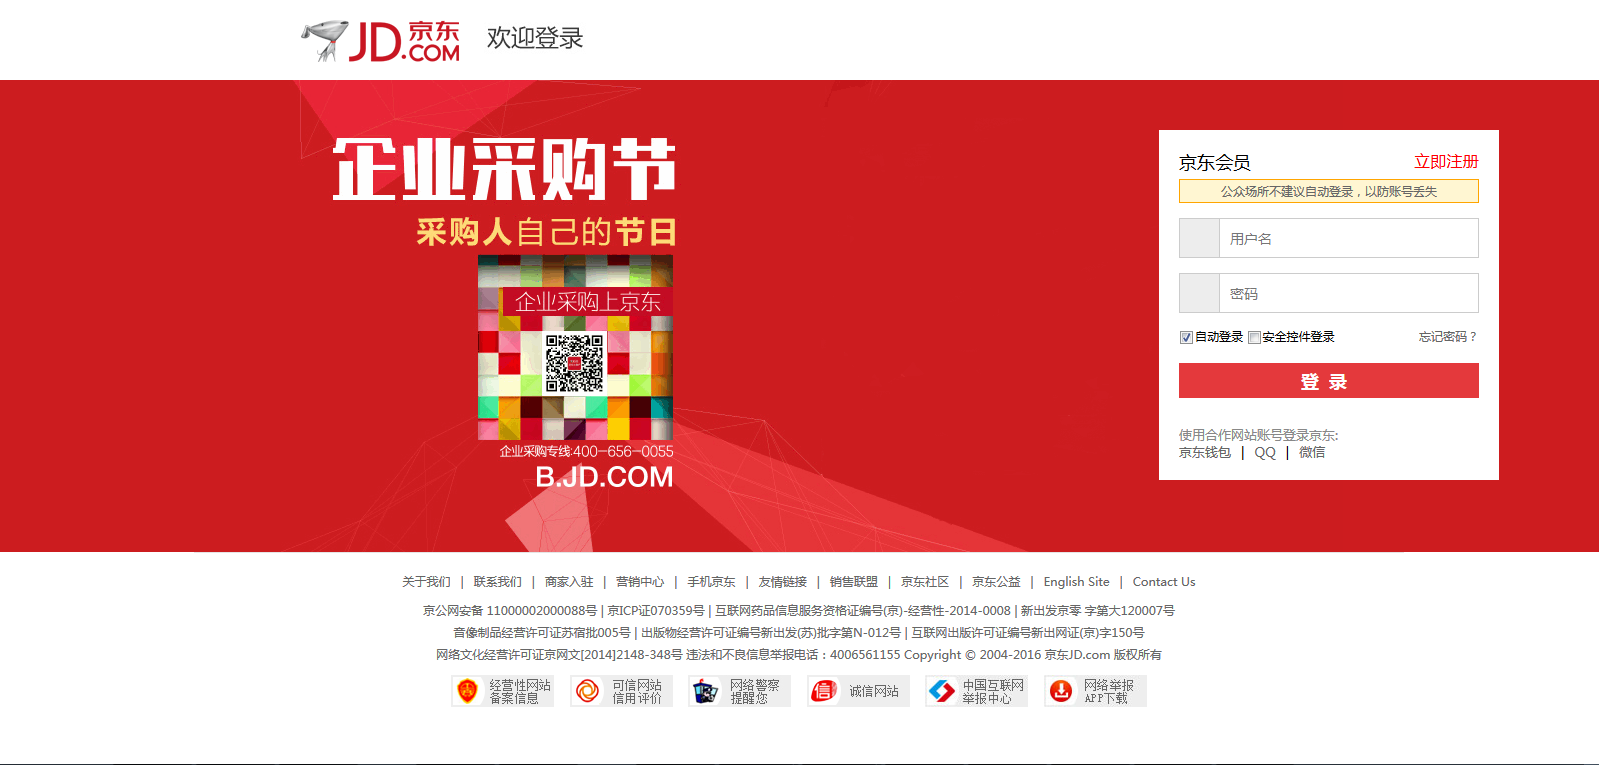 JD.COM 京东 欢迎登录
企业采购节
采购人自己的节日
企业采购上京东
企业采购专线:400-656-0055
B.JD.COM
京东会员 立即注册
公众场所不建议自动登录，以防账号丢失
用户名
密码
自动登录 安全控件登录 忘记密码？
登 录
使用合作网站账号登录京东:
京东钱包 | QQ | 微信
关于我们 | 联系我们 | 商家入驻 | 营销中心 | 手机京东 | 友情链接 | 销售联盟 | 京东社区 | 京东公益 | English Site | Contact Us
京公网安备 11000002000088号 | 京ICP证070359号 | 互联网药品信息服务资格证编号(京)-经营性-2014-0008 | 新出发京零 字第大120007号
音像制品经营许可证苏宿批005号 | 出版物经营许可证编号新出发(苏)批字第N-012号 | 互联网出版许可证编号新出网证(京)字150号
网络文化经营许可证京网文[2014]2148-348号 违法和不良信息举报电话：4006561155 Copyright © 2004-2016 京东JD.com 版权所有
经营性网站备案信息 可信网站信用评价 网络警察提醒您 诚信网站 中国互联网举报中心 网络举报APP下载